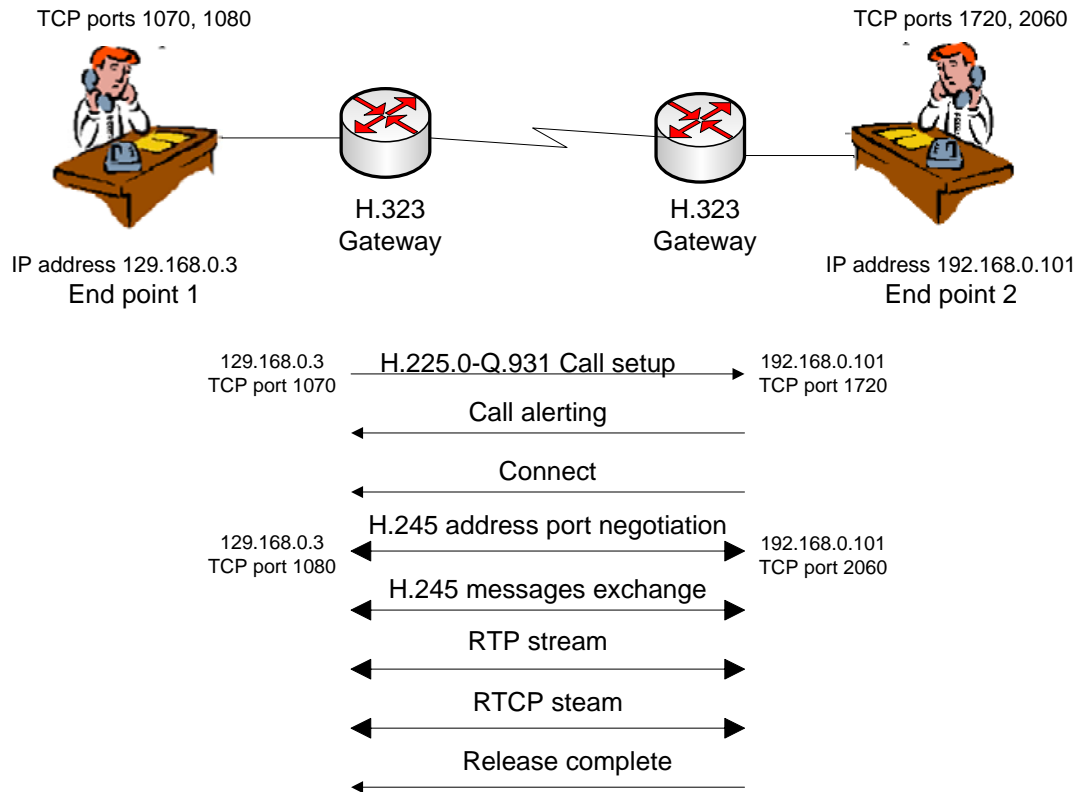 TCP ports 1070, 1080
TCP ports 1720, 2060
H.323
Gateway
H.323
Gateway
IP address 129.168.0.3
End point 1
IP address 192.168.0.101
End point 2
129.168.0.3
TCP port 1070
H.225.0-Q.931 Call setup
192.168.0.101
TCP port 1720
Call alerting
Connect
129.168.0.3
TCP port 1080
H.245 address port negotiation
192.168.0.101
TCP port 2060
H.245 messages exchange
RTP stream
RTCP steam
Release complete